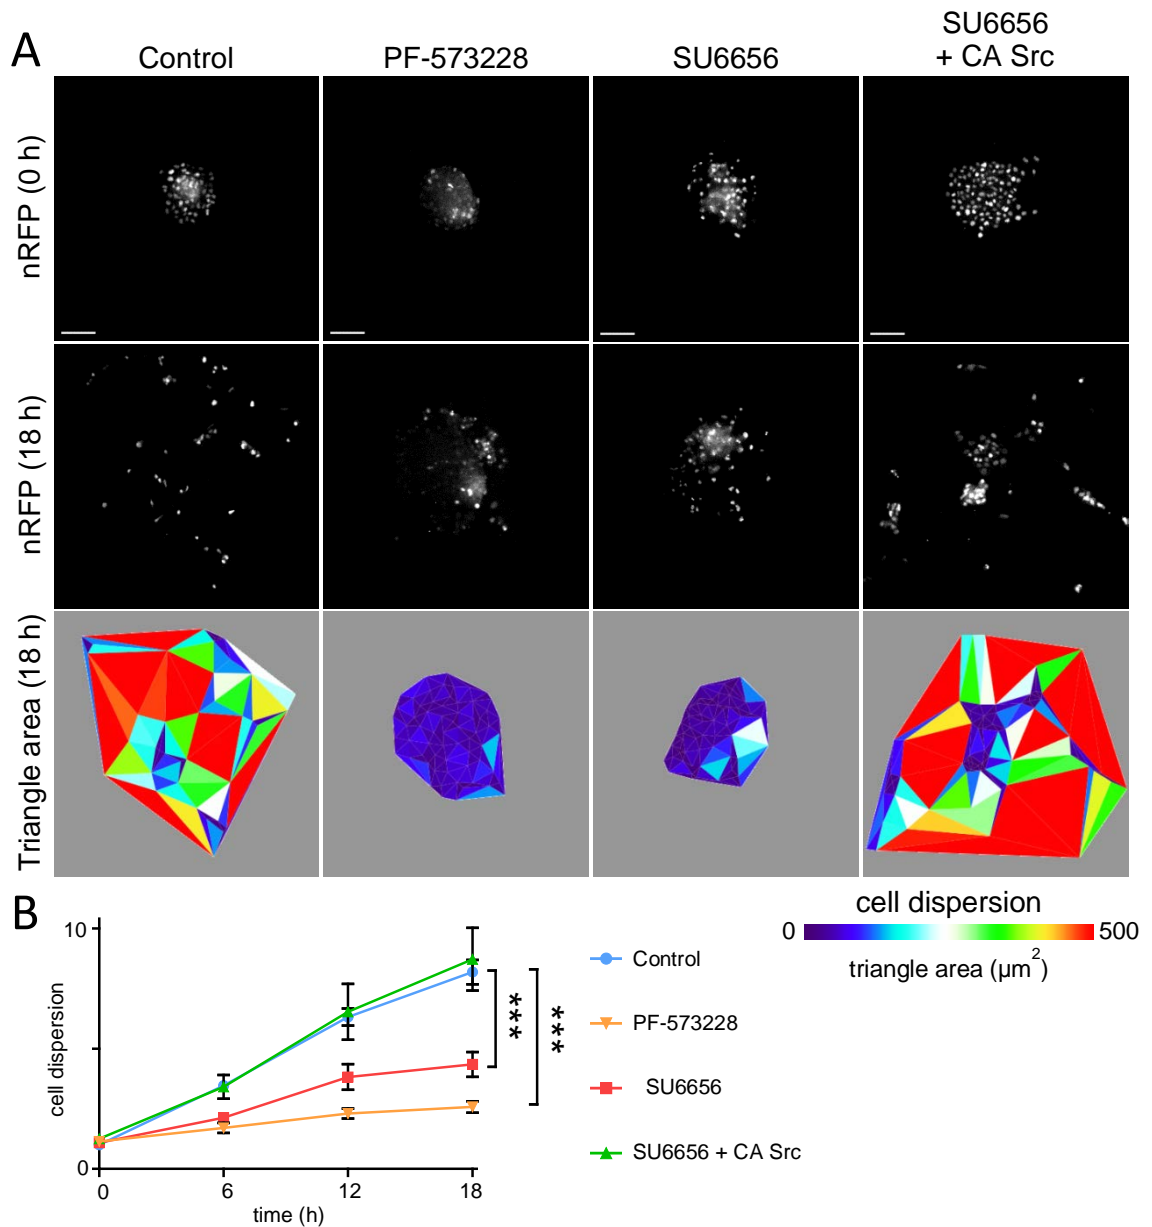 A
Control
PF-573228
SU6656
SU6656
+ CA Src
nRFP (0 h)
nRFP (18 h)
Triangle area (18 h)
B
cell dispersion
0
500
triangle area (µm²)
10
0
cell dispersion
0
6
12
18
time (h)
***
***
Control
PF-573228
SU6656
SU6656 + CA Src